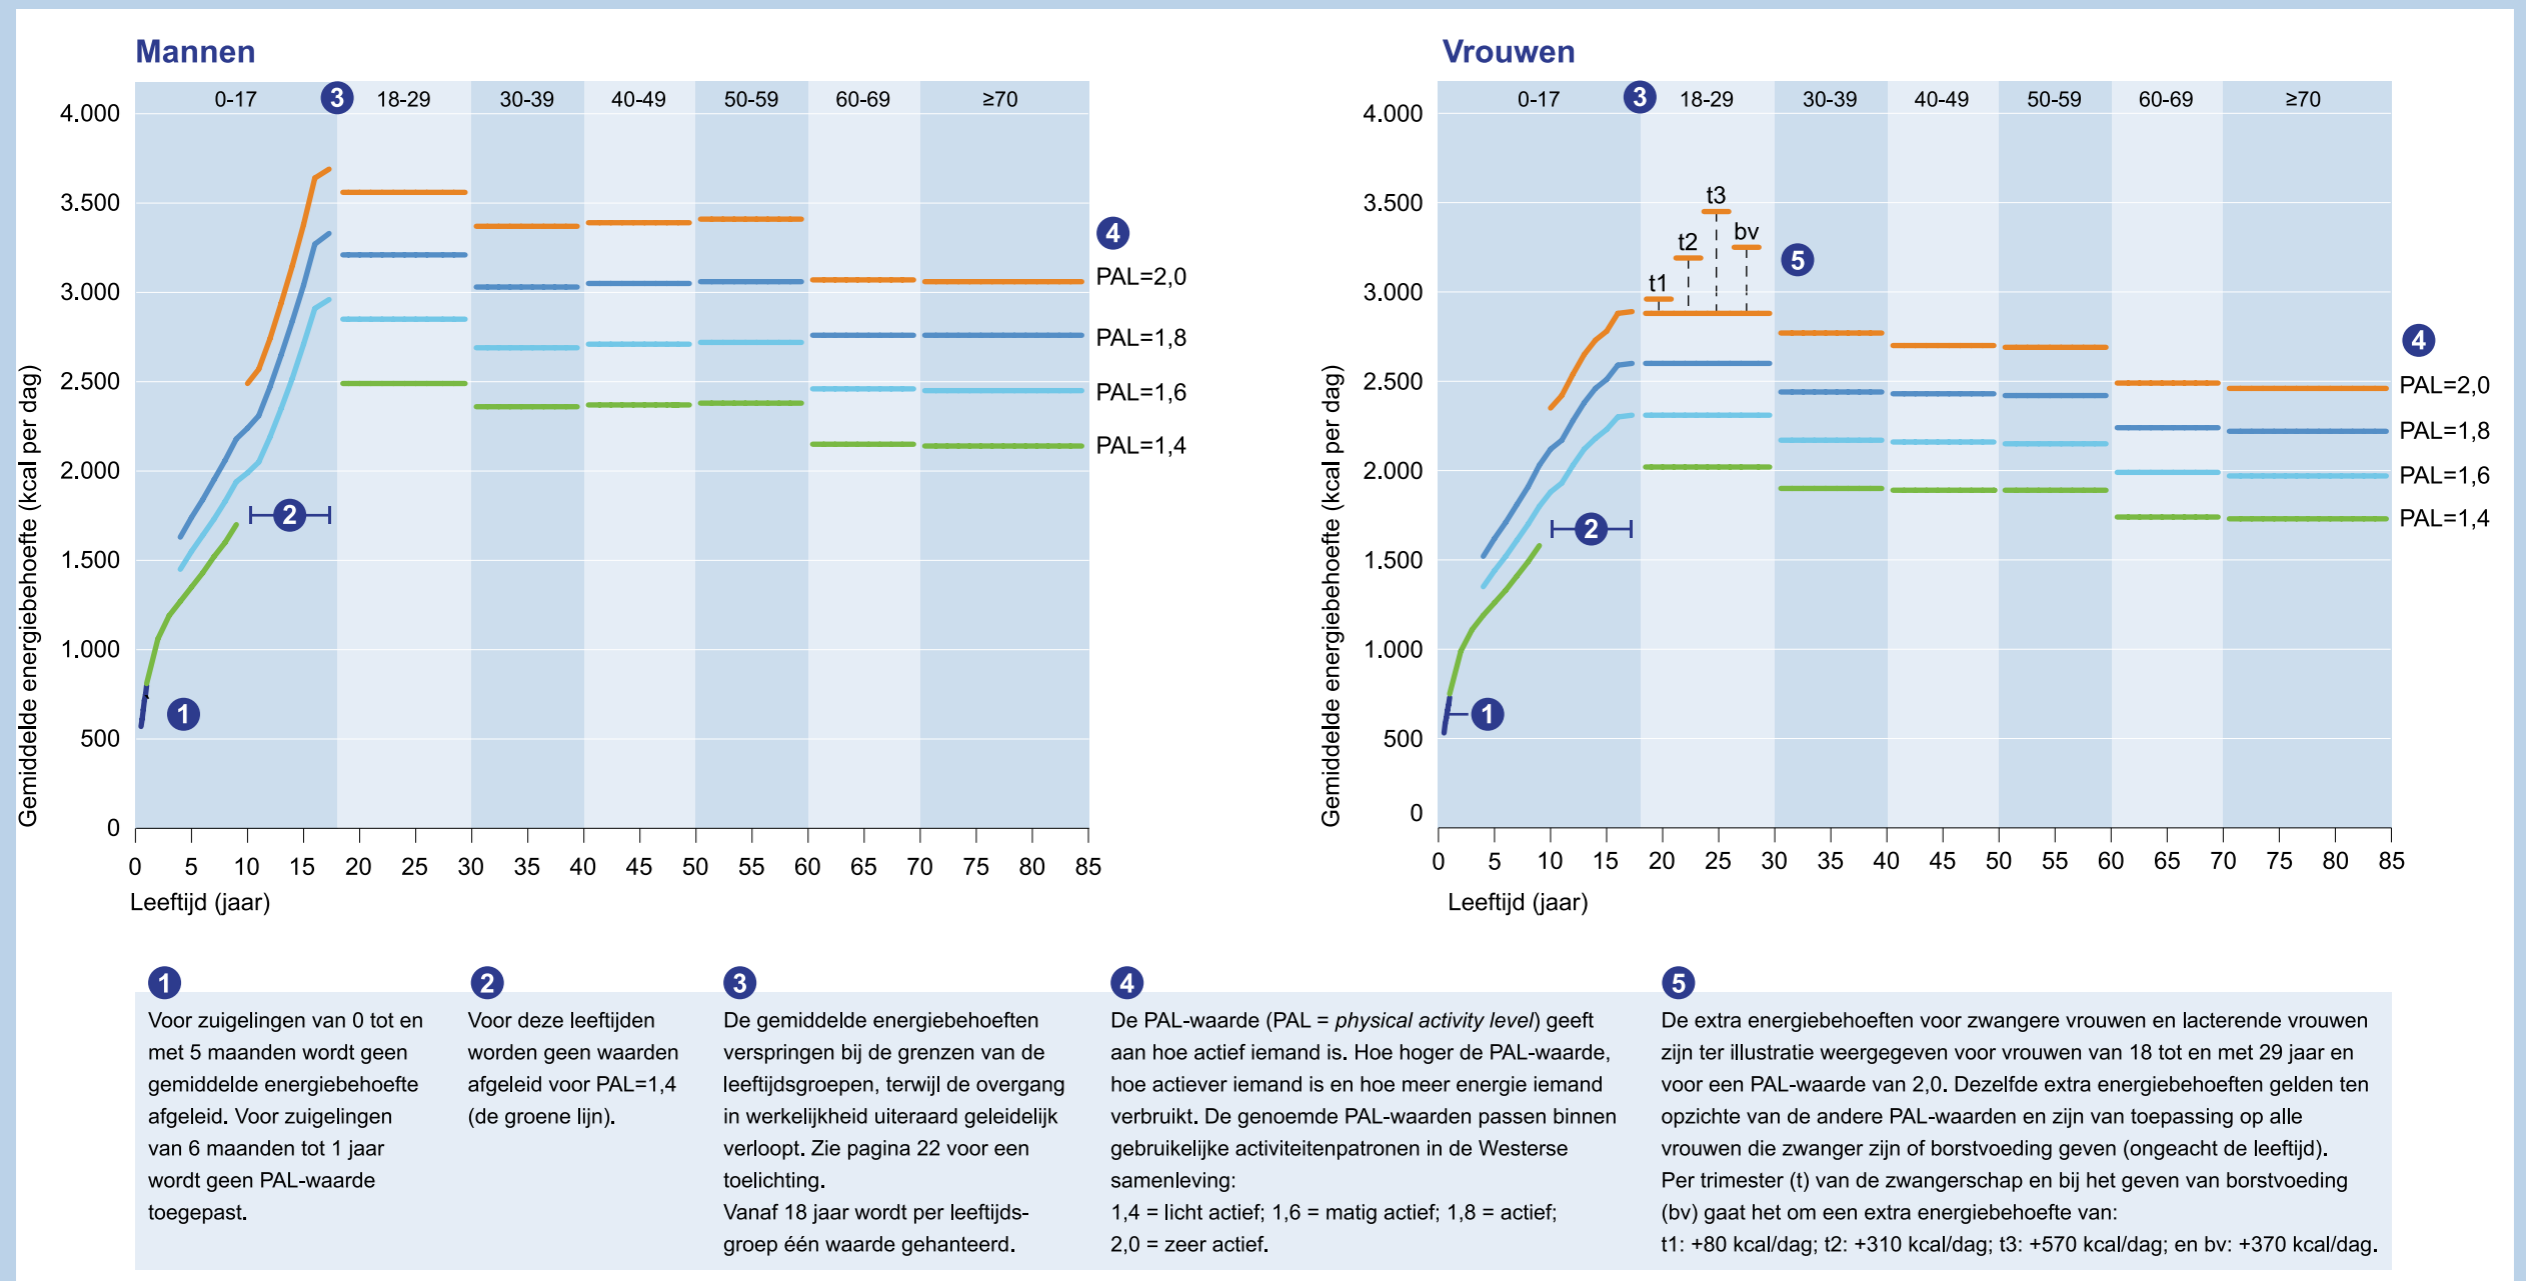 Mannen
0-17
3
18-29
30-39
40-49
50-59
60-69
≥70
4.000
3.500
3.000
2.500
2.000
1.500
1.000
500
0
Gemiddelde energiebehoefte (kcal per dag)
4
PAL=2,0
PAL=1,8
PAL=1,6
PAL=1,4
2
1
0 5 10 15 20 25 30 35 40 45 50 55 60 65 70 75 80 85
Leeftijd (jaar)
Vrouwen
0-17
3
18-29
30-39
40-49
50-59
60-69
≥70
4.000
3.500
3.000
2.500
2.000
1.500
1.000
500
0
Gemiddelde energiebehoefte (kcal per dag)
t1
t2
t3
bv
5
4
PAL=2,0
PAL=1,8
PAL=1,6
PAL=1,4
2
1
0 5 10 15 20 25 30 35 40 45 50 55 60 65 70 75 80 85
Leeftijd (jaar)
1
Voor zuigelingen van 0 tot en
met 5 maanden wordt geen
gemiddelde energiebehoefte
afgeleid. Voor zuigelingen
van 6 maanden tot 1 jaar
wordt geen PAL-waarde
toegepast.
2
Voor deze leeftijden
worden geen waarden
afgeleid voor PAL=1,4
(de groene lijn).
3
De gemiddelde energiebehoeften
verspringen bij de grenzen van de
leeftijdsgroepen, terwijl de overgang
in werkelijkheid uiteraard geleidelijk
verloopt. Zie pagina 22 voor een
toelichting.
Vanaf 18 jaar wordt per leeftijds-
groep één waarde gehanteerd.
4
De PAL-waarde (PAL = physical activity level) geeft
aan hoe actief iemand is. Hoe hoger de PAL-waarde,
hoe actiever iemand is en hoe meer energie iemand
verbruikt. De genoemde PAL-waarden passen binnen
gebruikelijke activiteitenpatronen in de Westerse
samenleving:
1,4 = licht actief; 1,6 = matig actief; 1,8 = actief;
2,0 = zeer actief.
5
De extra energiebehoeften voor zwangere vrouwen en lacterende vrouwen
zijn ter illustratie weergegeven voor vrouwen van 18 tot en met 29 jaar en
voor een PAL-waarde van 2,0. Dezelfde extra energiebehoeften gelden ten
opzichte van de andere PAL-waarden en zijn van toepassing op alle
vrouwen die zwanger zijn of borstvoeding geven (ongeacht de leeftijd).
Per trimester (t) van de zwangerschap en bij het geven van borstvoeding
(bv) gaat het om een extra energiebehoefte van:
t1: +80 kcal/dag; t2: +310 kcal/dag; t3: +570 kcal/dag; en bv: +370 kcal/dag.